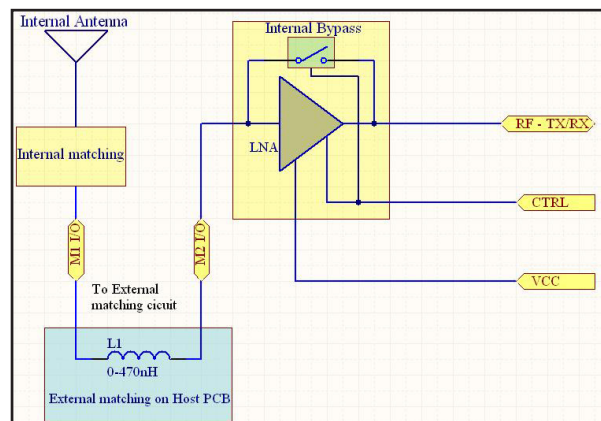 Internal Antenna
Internal Bypass
LNA
RF - TX/RX
Internal matching
CTRL
M1 I/O
M2 I/O
VCC
To External
matching cicuit
L1
0-470nH
External matching on Host PCB